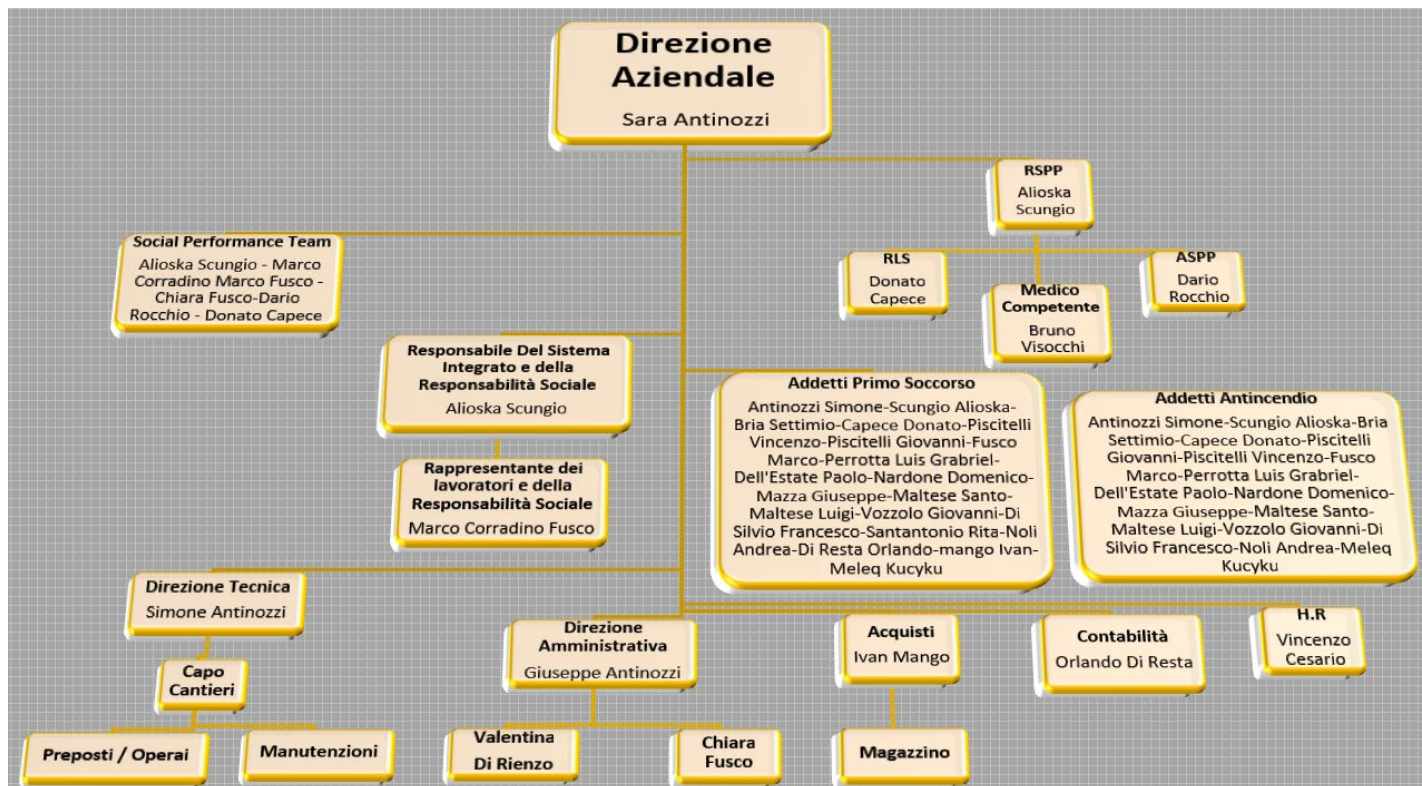 Direzione
Aziendale
Sara Antinozzi
RSPP
Alioska
Scungio
Social Performance Team
Alioska Scungio - Marco
Corradino Marco Fusco -
Chiara Fusco-Dario
Rocchio - Donato Capece
RLS
Donato
Capece
Medico
Competente
Bruno
Visocchi
ASPP
Dario
Rocchio
Responsabile Del Sistema
Integrato e della
Responsabilità Sociale
Alioska Scungio
Rappresentante dei
lavoratori e della
Responsabilità Sociale
Marco Corradino Fusco
Addetti Primo Soccorso
Antinozzi Simone-Scungio Alioska-
Bria Settimio-Capece Donato-Piscitelli
Vincenzo-Piscitelli Giovanni-Fusco
Marco-Perrotta Luis Grabriel-
Dell'Estate Paolo-Nardone Domenico-
Mazza Giuseppe-Maltese Santo-
Maltese Luigi-Vozzolo Giovanni-Di
Silvio Francesco-Santantonio Rita-Noli
Andrea-Di Resta Orlando-mango Ivan-
Meleq Kucyku
Addetti Antincendio
Antinozzi Simone-Scungio Alioska-Bria
Settimio-Capece Donato-Piscitelli
Giovanni-Piscitelli Vincenzo-Fusco
Marco-Perrotta Luis Grabriel-
Dell'Estate Paolo-Nardone Domenico-
Mazza Giuseppe-Maltese Santo-
Maltese Luigi-Vozzolo Giovanni-Di
Silvio Francesco-Noli Andrea-Meleq
Kucyku
Direzione Tecnica
Simone Antinozzi
Capo
Cantieri
Preposti / Operai
Manutenzioni
Direzione
Amministrativa
Giuseppe Antinozzi
Valentina
Di Rienzo
Chiara
Fusco
Acquisti
Ivan Mango
Magazzino
Contabilità
Orlando Di Resta
H.R
Vincenzo
Cesario